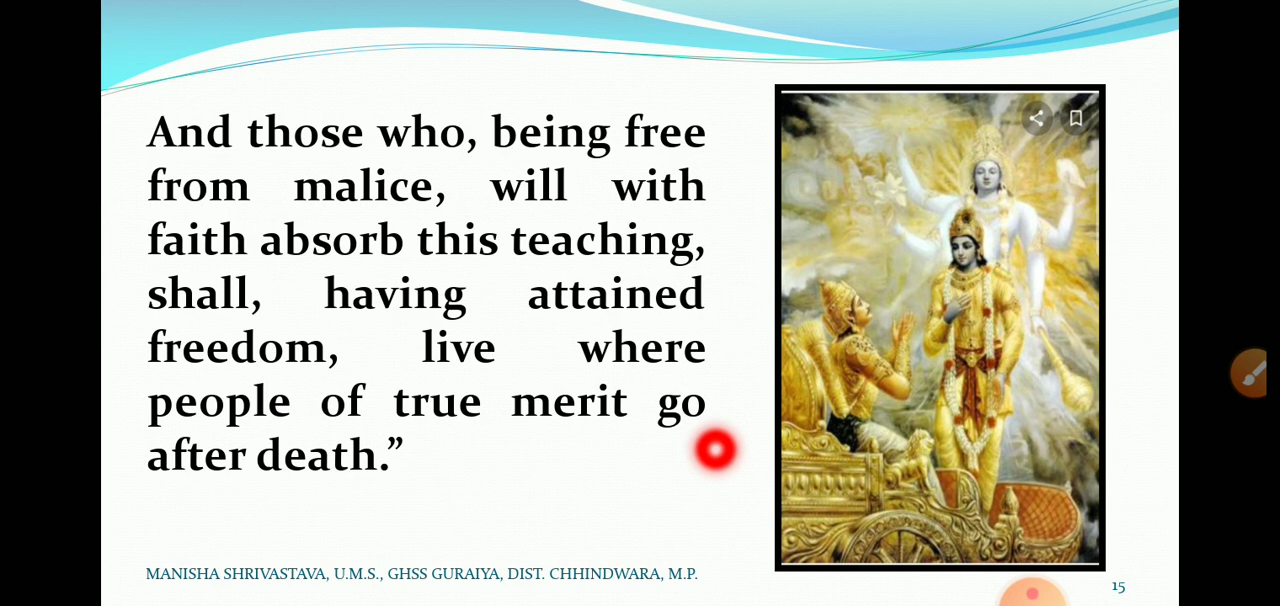 And those who, being free
from malice, will with
faith absorb this teaching,
shall, having attained
freedom, live where
people of true merit go
after death.”
MANISHA SHRIVASTAVA, U.M.S., GHSS GURAIYA, DIST. CHHINDWARA, M.P.
15